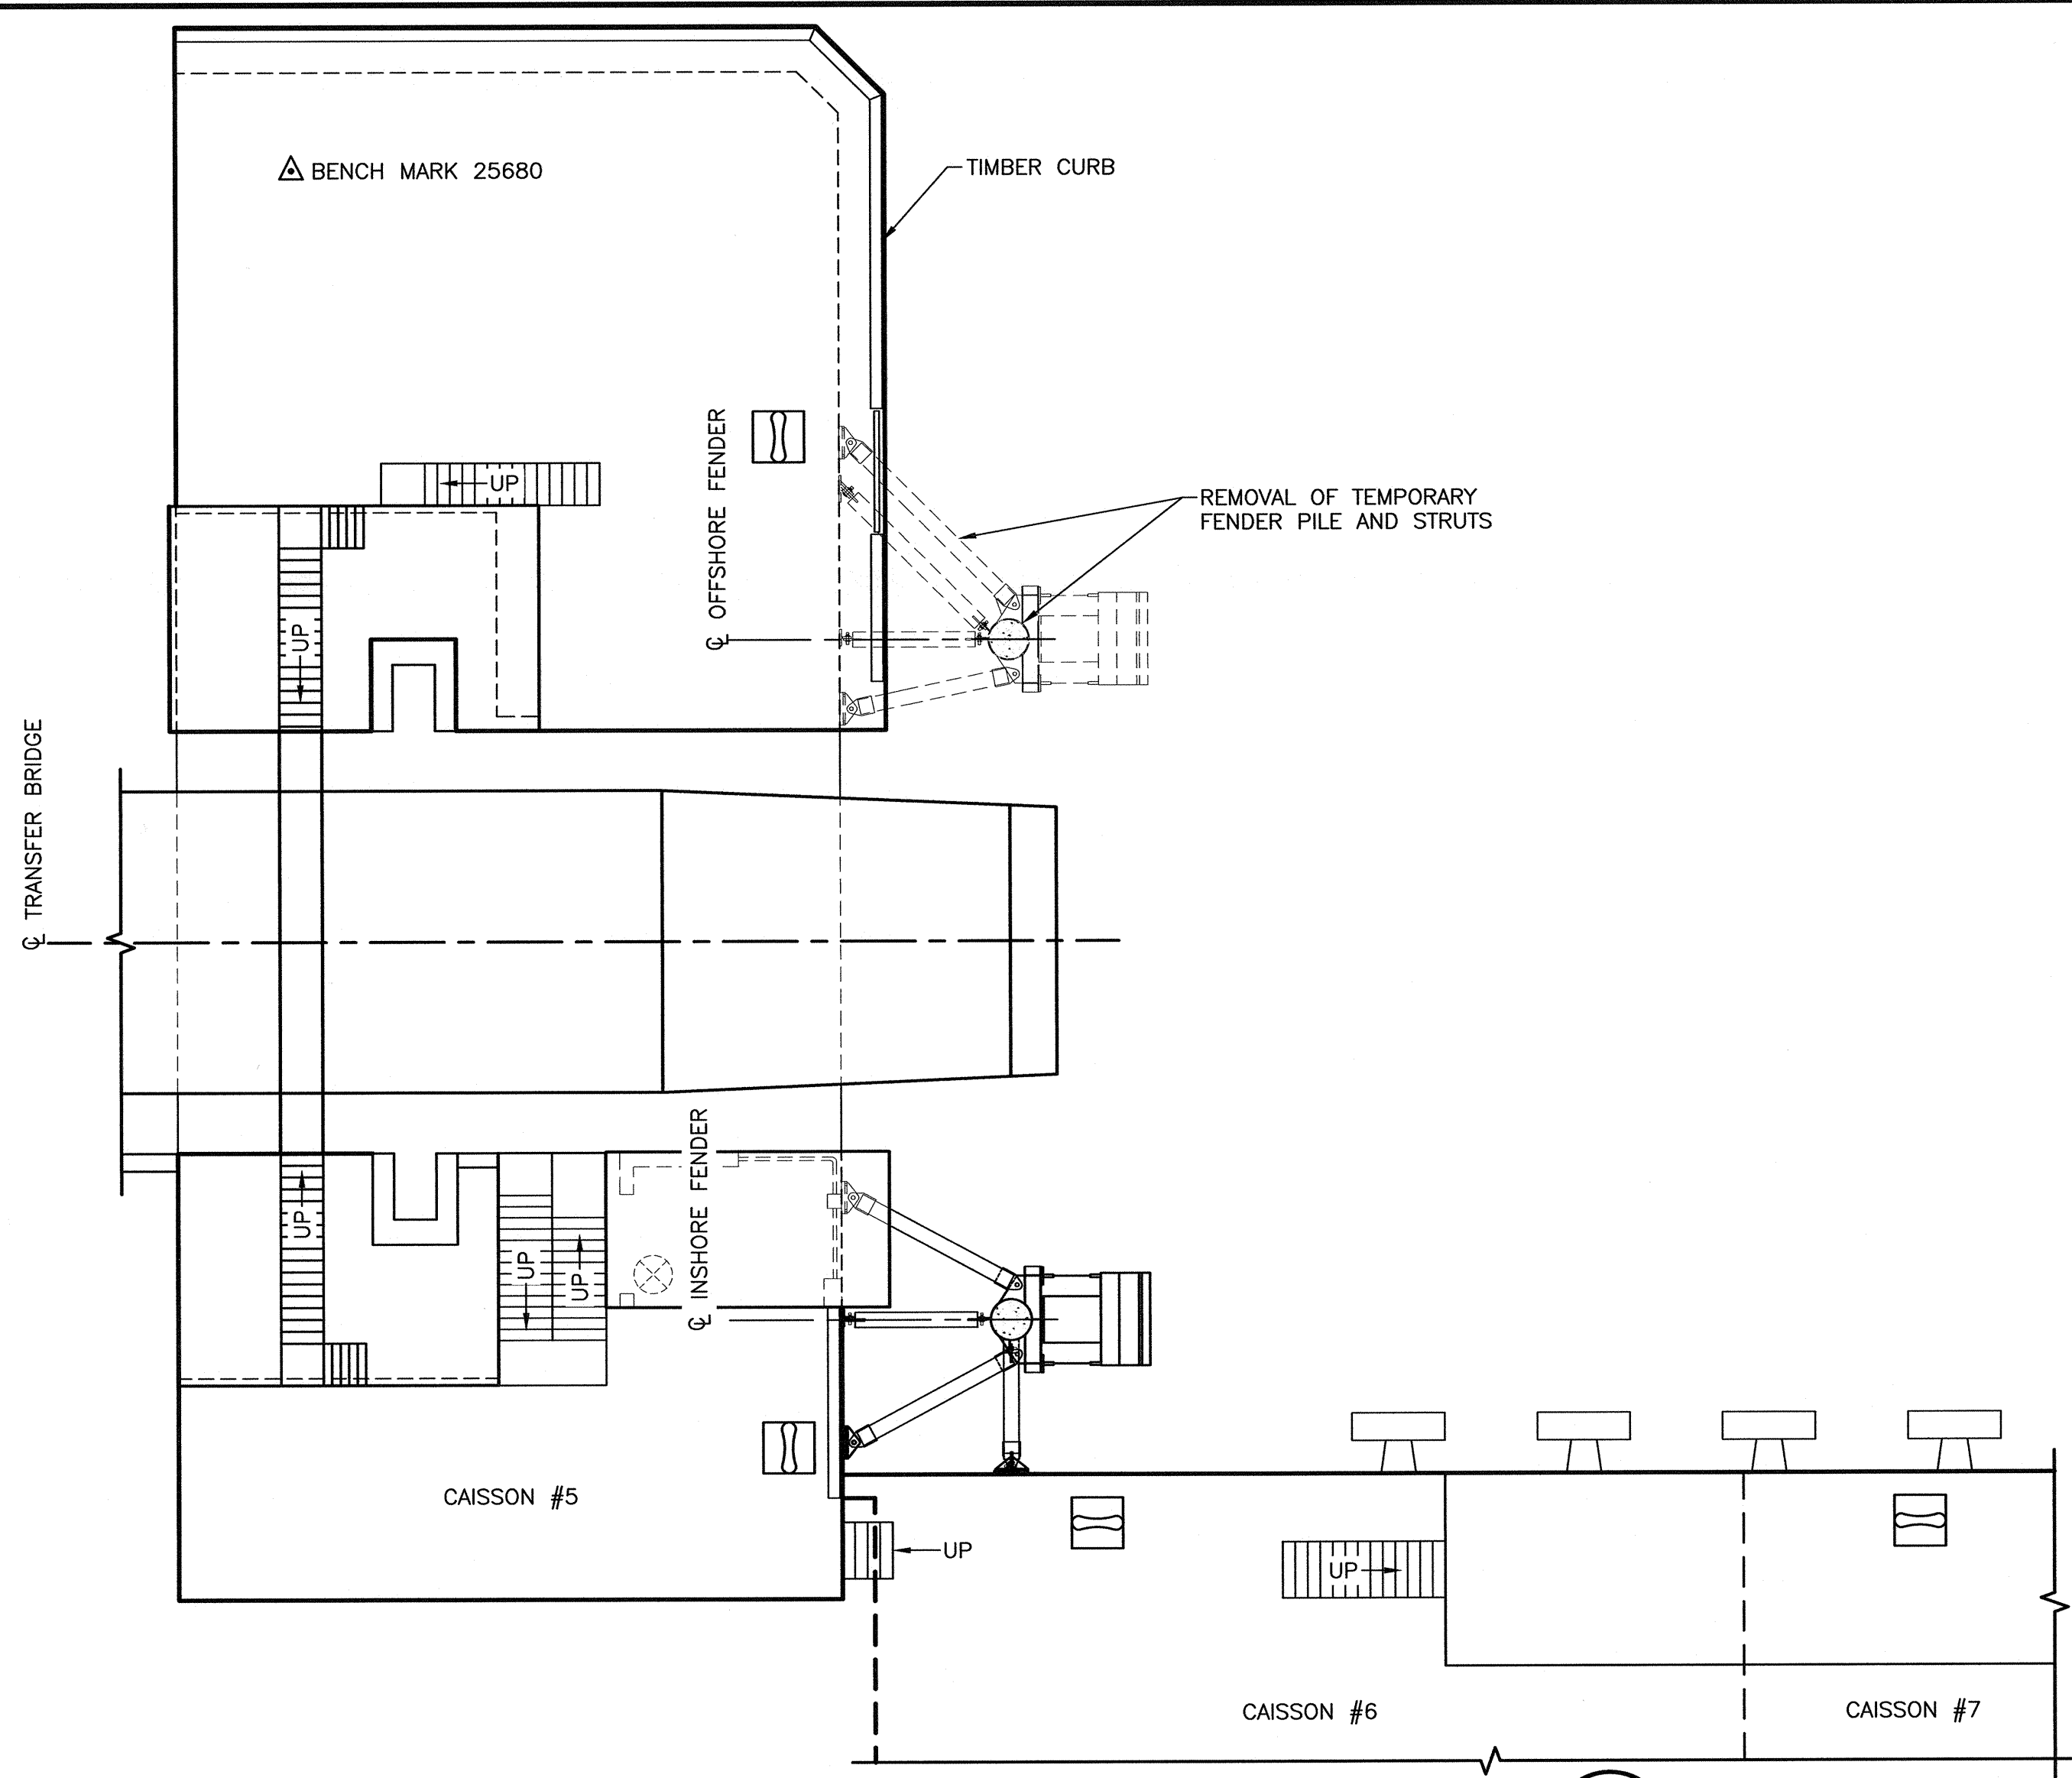 BENCH MARK 25680
TIMBER CURB
℄ OFFSHORE FENDER
UP
REMOVAL OF TEMPORARY
FENDER PILE AND STRUTS
UP
℄ TRANSFER BRIDGE
℄ INSHORE FENDER
UP
UP
UP
CAISSON #5
UP
UP
CAISSON #6
CAISSON #7